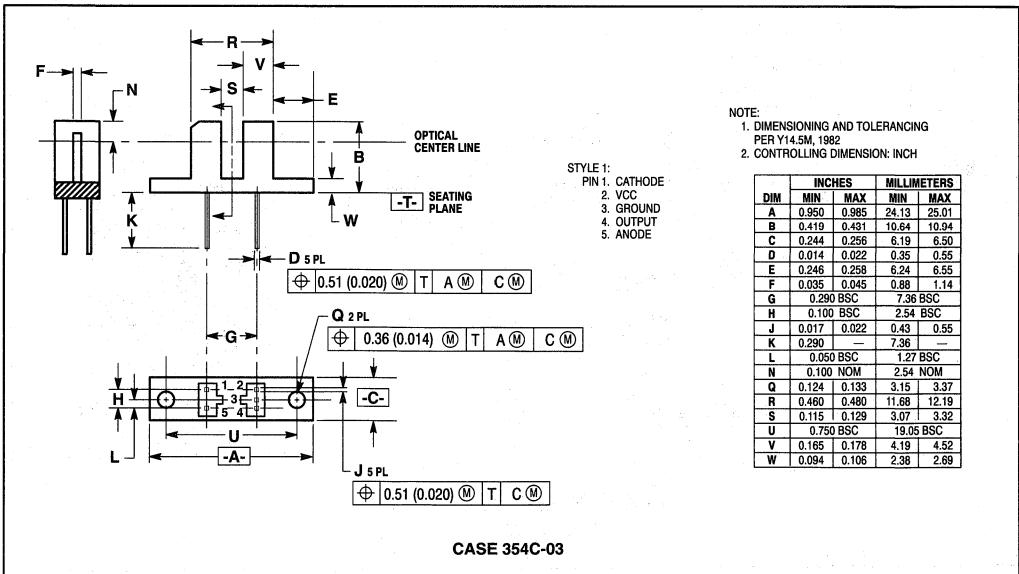 R
F
V
N
S
E
OPTICAL
CENTER LINE
B
-T-
SEATING
PLANE
K
W
D 5 PL
⌖ 0.51 (0.020) Ⓜ T A Ⓜ C Ⓜ
Q 2 PL
⌖ 0.36 (0.014) Ⓜ T A Ⓜ C Ⓜ
G
1 2
3
5 4
H
-C-
U
L
-A-
J 5 PL
⌖ 0.51 (0.020) Ⓜ T C Ⓜ
STYLE 1:
PIN 1. CATHODE
2. VCC
3. GROUND
4. OUTPUT
5. ANODE
NOTE:
1. DIMENSIONING AND TOLERANCING
PER Y14.5M, 1982
2. CONTROLLING DIMENSION: INCH
INCHES MILLIMETERS
DIM MIN MAX MIN MAX
A 0.950 0.985 24.13 25.01
B 0.419 0.431 10.64 10.94
C 0.244 0.256 6.19 6.50
D 0.014 0.022 0.35 0.55
E 0.246 0.258 6.24 6.55
F 0.035 0.045 0.88 1.14
G 0.290 BSC 7.36 BSC
H 0.100 BSC 2.54 BSC
J 0.017 0.022 0.43 0.55
K 0.290 — 7.36 —
L 0.050 BSC 1.27 BSC
N 0.100 NOM 2.54 NOM
Q 0.124 0.133 3.15 3.37
R 0.460 0.480 11.68 12.19
S 0.115 0.129 3.07 3.32
U 0.750 BSC 19.05 BSC
V 0.165 0.178 4.19 4.52
W 0.094 0.106 2.38 2.69
CASE 354C-03